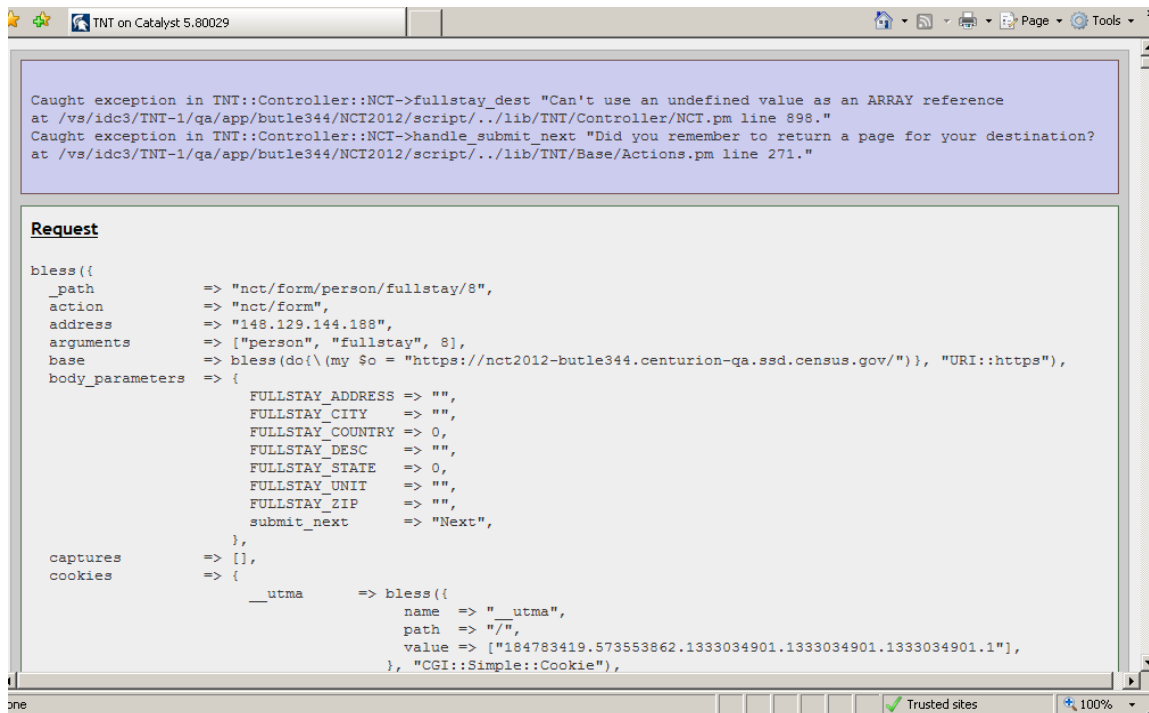 TNT on Catalyst 5.80029
Page
Tools
Caught exception in TNT::Controller::NCT->fullstay_dest "Can't use an undefined value as an ARRAY reference
at /vs/idc3/TNT-1/qa/app/butle344/NCT2012/script/../lib/TNT/Controller/NCT.pm line 898."
Caught exception in TNT::Controller::NCT->handle_submit_next "Did you remember to return a page for your destination?
at /vs/idc3/TNT-1/qa/app/butle344/NCT2012/script/../lib/TNT/Base/Actions.pm line 271."
Request
bless({
_path => "nct/form/person/fullstay/8",
action => "nct/form",
address => "148.129.144.188",
arguments => ["person", "fullstay", 8],
base => bless(do{\(my $o = "https://nct2012-butle344.centurion-qa.ssd.census.gov/")}, "URI::https"),
body_parameters => {
FULLSTAY_ADDRESS => "",
FULLSTAY_CITY => "",
FULLSTAY_COUNTRY => 0,
FULLSTAY_DESC => "",
FULLSTAY_STATE => 0,
FULLSTAY_UNIT => "",
FULLSTAY_ZIP => "",
submit_next => "Next",
},
captures => [],
cookies => {
__utma => bless({
name => "__utma",
path => "/",
value => ["184783419.573553862.1333034901.1333034901.1333034901.1"],
}, "CGI::Simple::Cookie"),
one
Trusted sites
100%